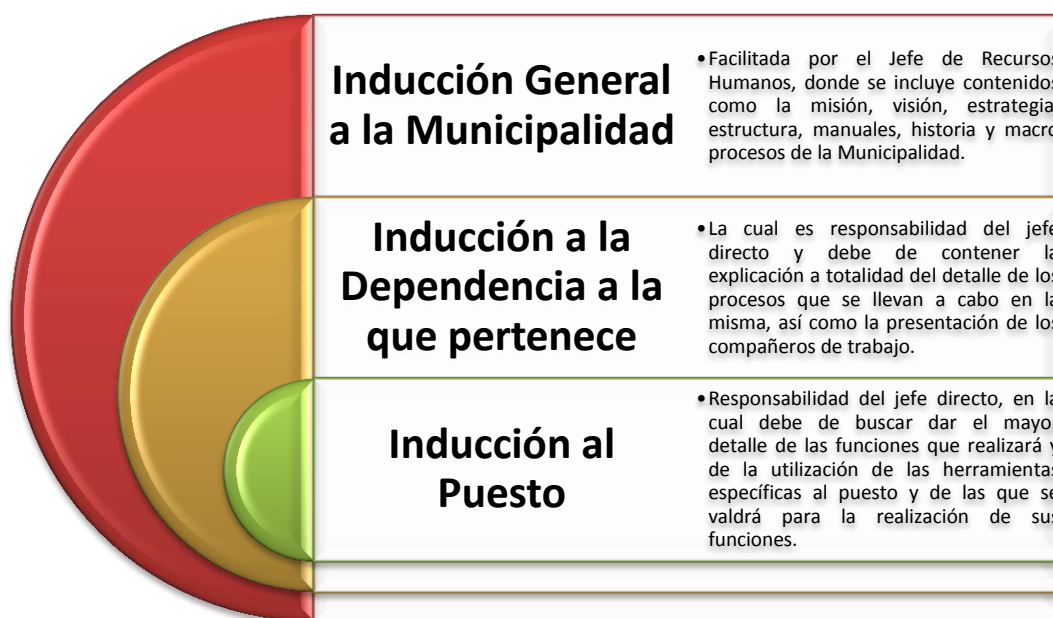 Inducción General
a la Municipalidad
•Facilitada por el Jefe de Recursos
Humanos, donde se incluye contenidos
como la misión, visión, estrategia
estructura, manuales, historia y macro
procesos de la Municipalidad.
Inducción a la
Dependencia a la
que pertenece
•La cual es responsabilidad del jefe
directo y debe de contener la
explicación a totalidad del detalle de los
procesos que se llevan a cabo en la
misma, así como la presentación de los
compañeros de trabajo.
Inducción al
Puesto
•Responsabilidad del jefe directo, en la
cual debe de buscar dar el mayo
detalle de las funciones que realizará y
de la utilización de las herramientas
específicas al puesto y de las que se
valdrá para la realización de sus
funciones.